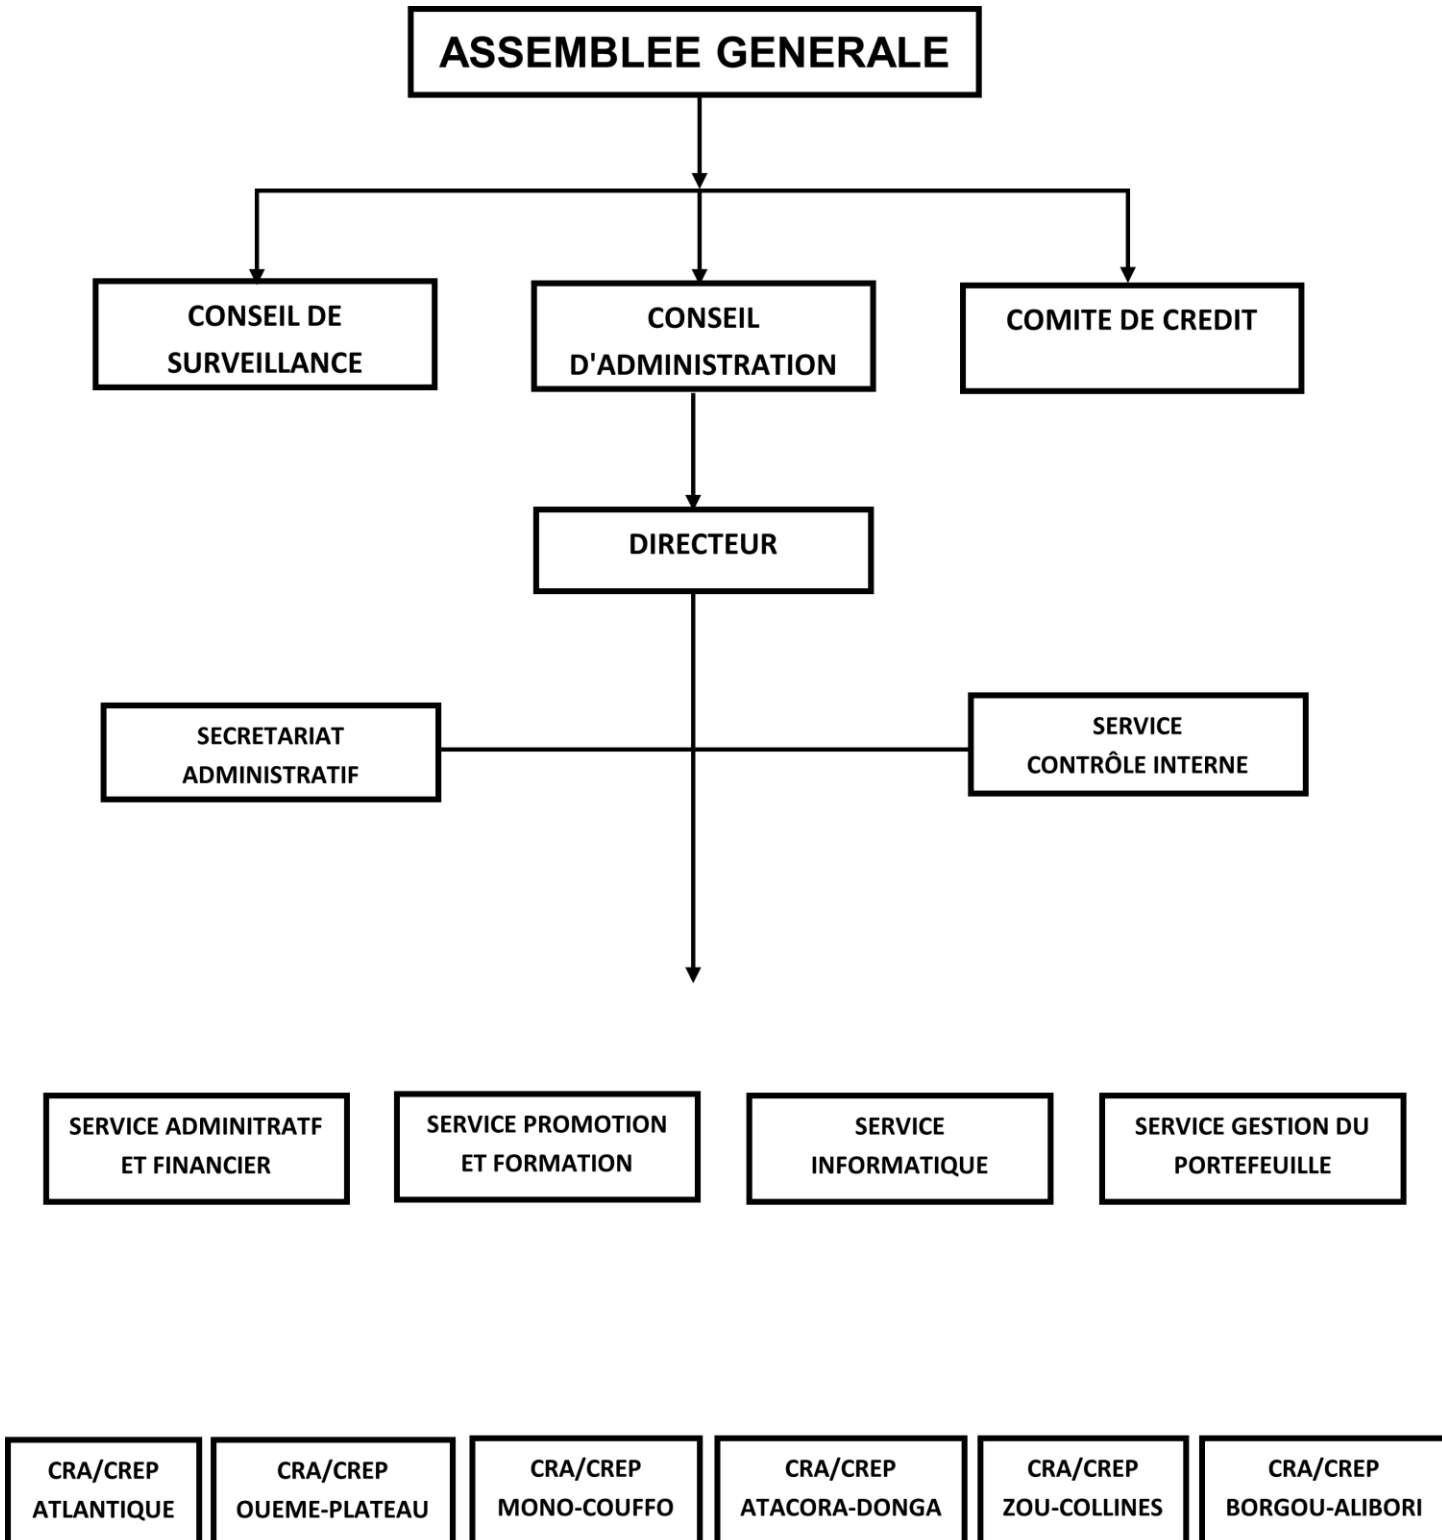 ASSEMBLEE GENERALE
CONSEIL DE
SURVEILLANCE
CONSEIL
D'ADMINISTRATION
COMITE DE CREDIT
DIRECTEUR
SECRETARIAT
ADMINISTRATIF
SERVICE
CONTRÔLE INTERNE
SERVICE ADMINITRATF
ET FINANCIER
SERVICE PROMOTION
ET FORMATION
SERVICE
INFORMATIQUE
SERVICE GESTION DU
PORTEFEUILLE
CRA/CREP
ATLANTIQUE
CRA/CREP
OUEME-PLATEAU
CRA/CREP
MONO-COUFFO
CRA/CREP
ATACORA-DONGA
CRA/CREP
ZOU-COLLINES
CRA/CREP
BORGOU-ALIBORI